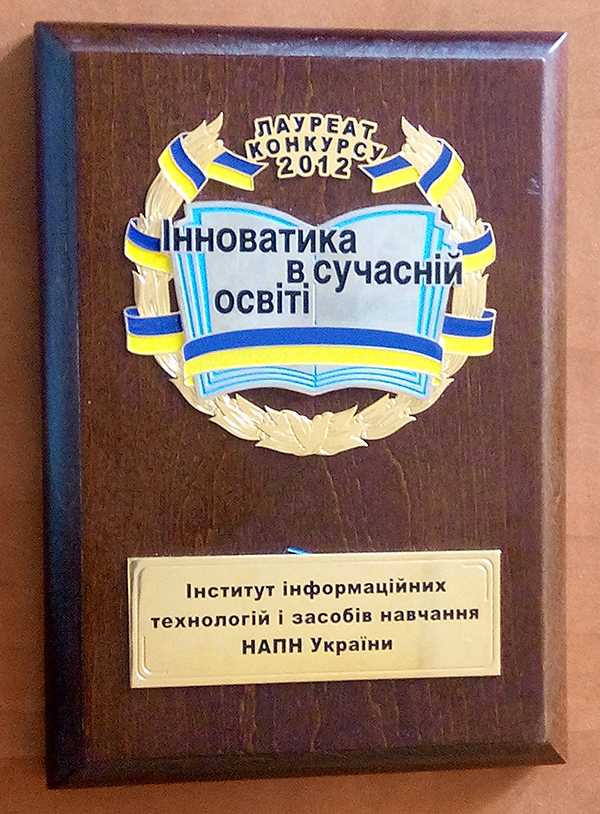 ЛАУРЕАТ
КОНКУРСУ
2012
Інноватика
в сучасній
освіті
Інститут інформаційних
технологій і засобів навчання
НАПН України